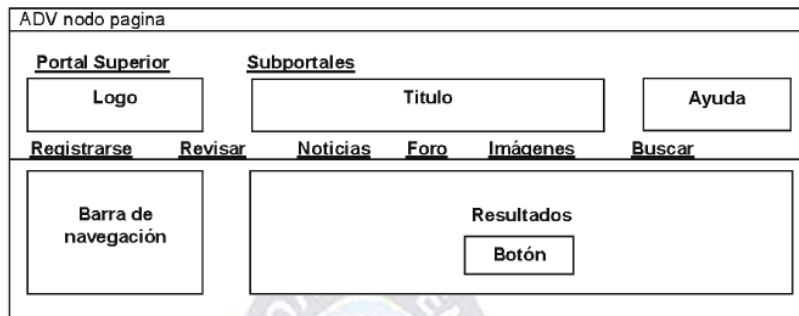 ADV nodo pagina
Portal Superior Subportales
Logo Titulo Ayuda
Registrarse Revisar Noticias Foro Imágenes Buscar
Barra de
navegación
Resultados
Botón